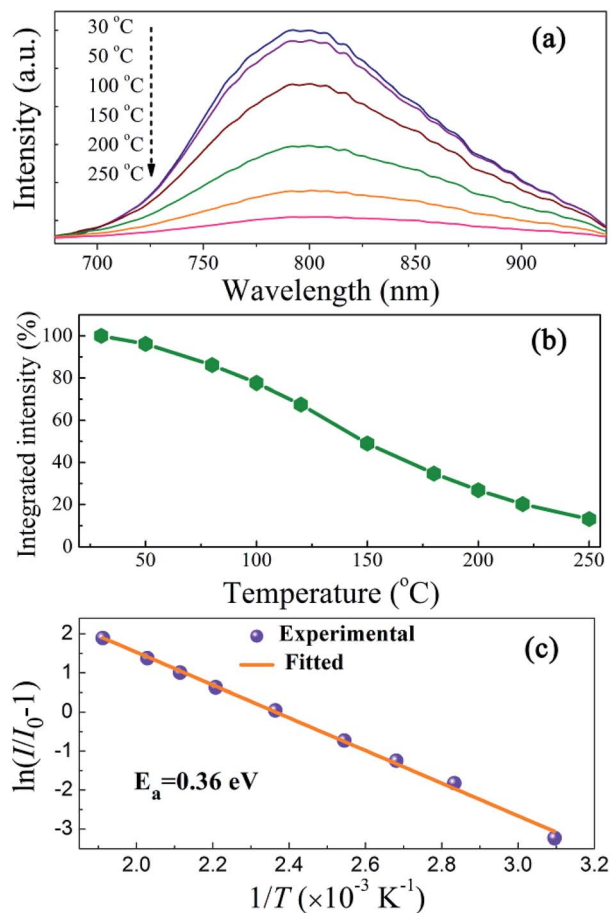 (a)
30 °C
50 °C
100 °C
150 °C
200 °C
250 °C
Intensity (a.u.)
700 750 800 850 900
Wavelength (nm)
(b)
Integrated intensity (%)
100
80
60
40
20
0
50 100 150 200 250
Temperature (°C)
(c)
Experimental
Fitted
ln(I/I₀-1)
2
1
0
-1
-2
-3
Eₐ=0.36 eV
2.0 2.2 2.4 2.6 2.8 3.0 3.2
1/T (×10⁻³ K⁻¹)